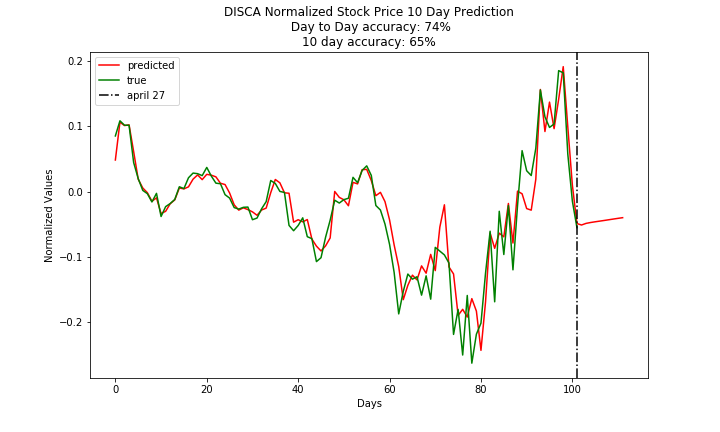 DISCA Normalized Stock Price 10 Day Prediction
Day to Day accuracy: 74%
10 day accuracy: 65%
predicted
true
april 27
Normalized Values
0.2
0.1
0.0
−0.1
−0.2
0 20 40 60 80 100
Days